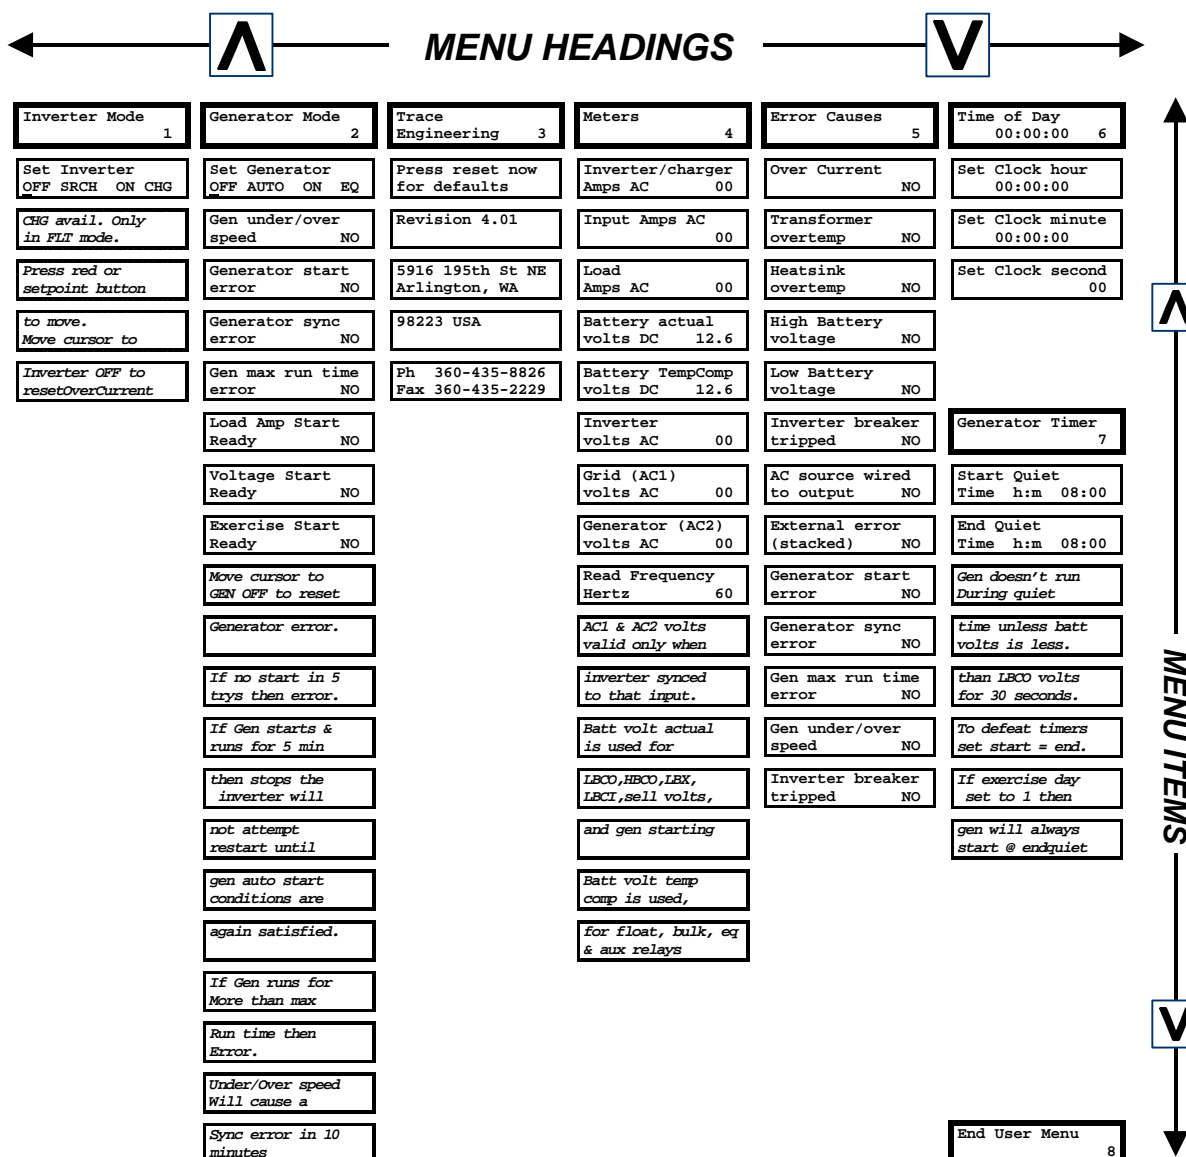 MENU HEADINGS
Inverter Mode
1
Set Inverter
OFF SRCH ON CHG
CHG avail. Only
in FLT mode.
Press red or
setpoint button
to move.
Move cursor to
Inverter OFF to
resetOverCurrent
Generator Mode
2
Set Generator
OFF AUTO ON EQ
Gen under/over
speed NO
Generator start
error NO
Generator sync
error NO
Gen max run time
error NO
Load Amp Start
Ready NO
Voltage Start
Ready NO
Exercise Start
Ready NO
Move cursor to
GEN OFF to reset
Generator error.
If no start in 5
trys then error.
If Gen starts &
runs for 5 min
then stops the
inverter will
not attempt
restart until
gen auto start
conditions are
again satisfied.
If Gen runs for
More than max
Run time then
Error.
Under/Over speed
Will cause a
Sync error in 10
minutes
Trace
Engineering 3
Press reset now
for defaults
Revision 4.01
5916 195th St NE
Arlington, WA
98223 USA
Ph 360-435-8826
Fax 360-435-2229
Meters
4
Inverter/charger
Amps AC 00
Input Amps AC
00
Load
Amps AC 00
Battery actual
volts DC 12.6
Battery TempComp
volts DC 12.6
Inverter
volts AC 00
Grid (AC1)
volts AC 00
Generator (AC2)
volts AC 00
Read Frequency
Hertz 60
AC1 & AC2 volts
valid only when
inverter synced
to that input.
Batt volt actual
is used for
LBCO,HBCO,LBX,
LBCI,sell volts,
and gen starting
Batt volt temp
comp is used,
for float, bulk, eq
& aux relays
Error Causes
5
Over Current
NO
Transformer
overtemp NO
Heatsink
overtemp NO
High Battery
voltage NO
Low Battery
voltage NO
Inverter breaker
tripped NO
AC source wired
to output NO
External error
(stacked) NO
Generator start
error NO
Generator sync
error NO
Gen max run time
error NO
Gen under/over
speed NO
Inverter breaker
tripped NO
Time of Day
00:00:00 6
Set Clock hour
00:00:00
Set Clock minute
00:00:00
Set Clock second
00
Generator Timer
7
Start Quiet
Time h:m 08:00
End Quiet
Time h:m 08:00
Gen doesn't run
During quiet
time unless batt
volts is less.
than LBCO volts
for 30 seconds.
To defeat timers
set start = end.
If exercise day
set to 1 then
gen will always
start @ endquiet
End User Menu
8
MENU ITEMS